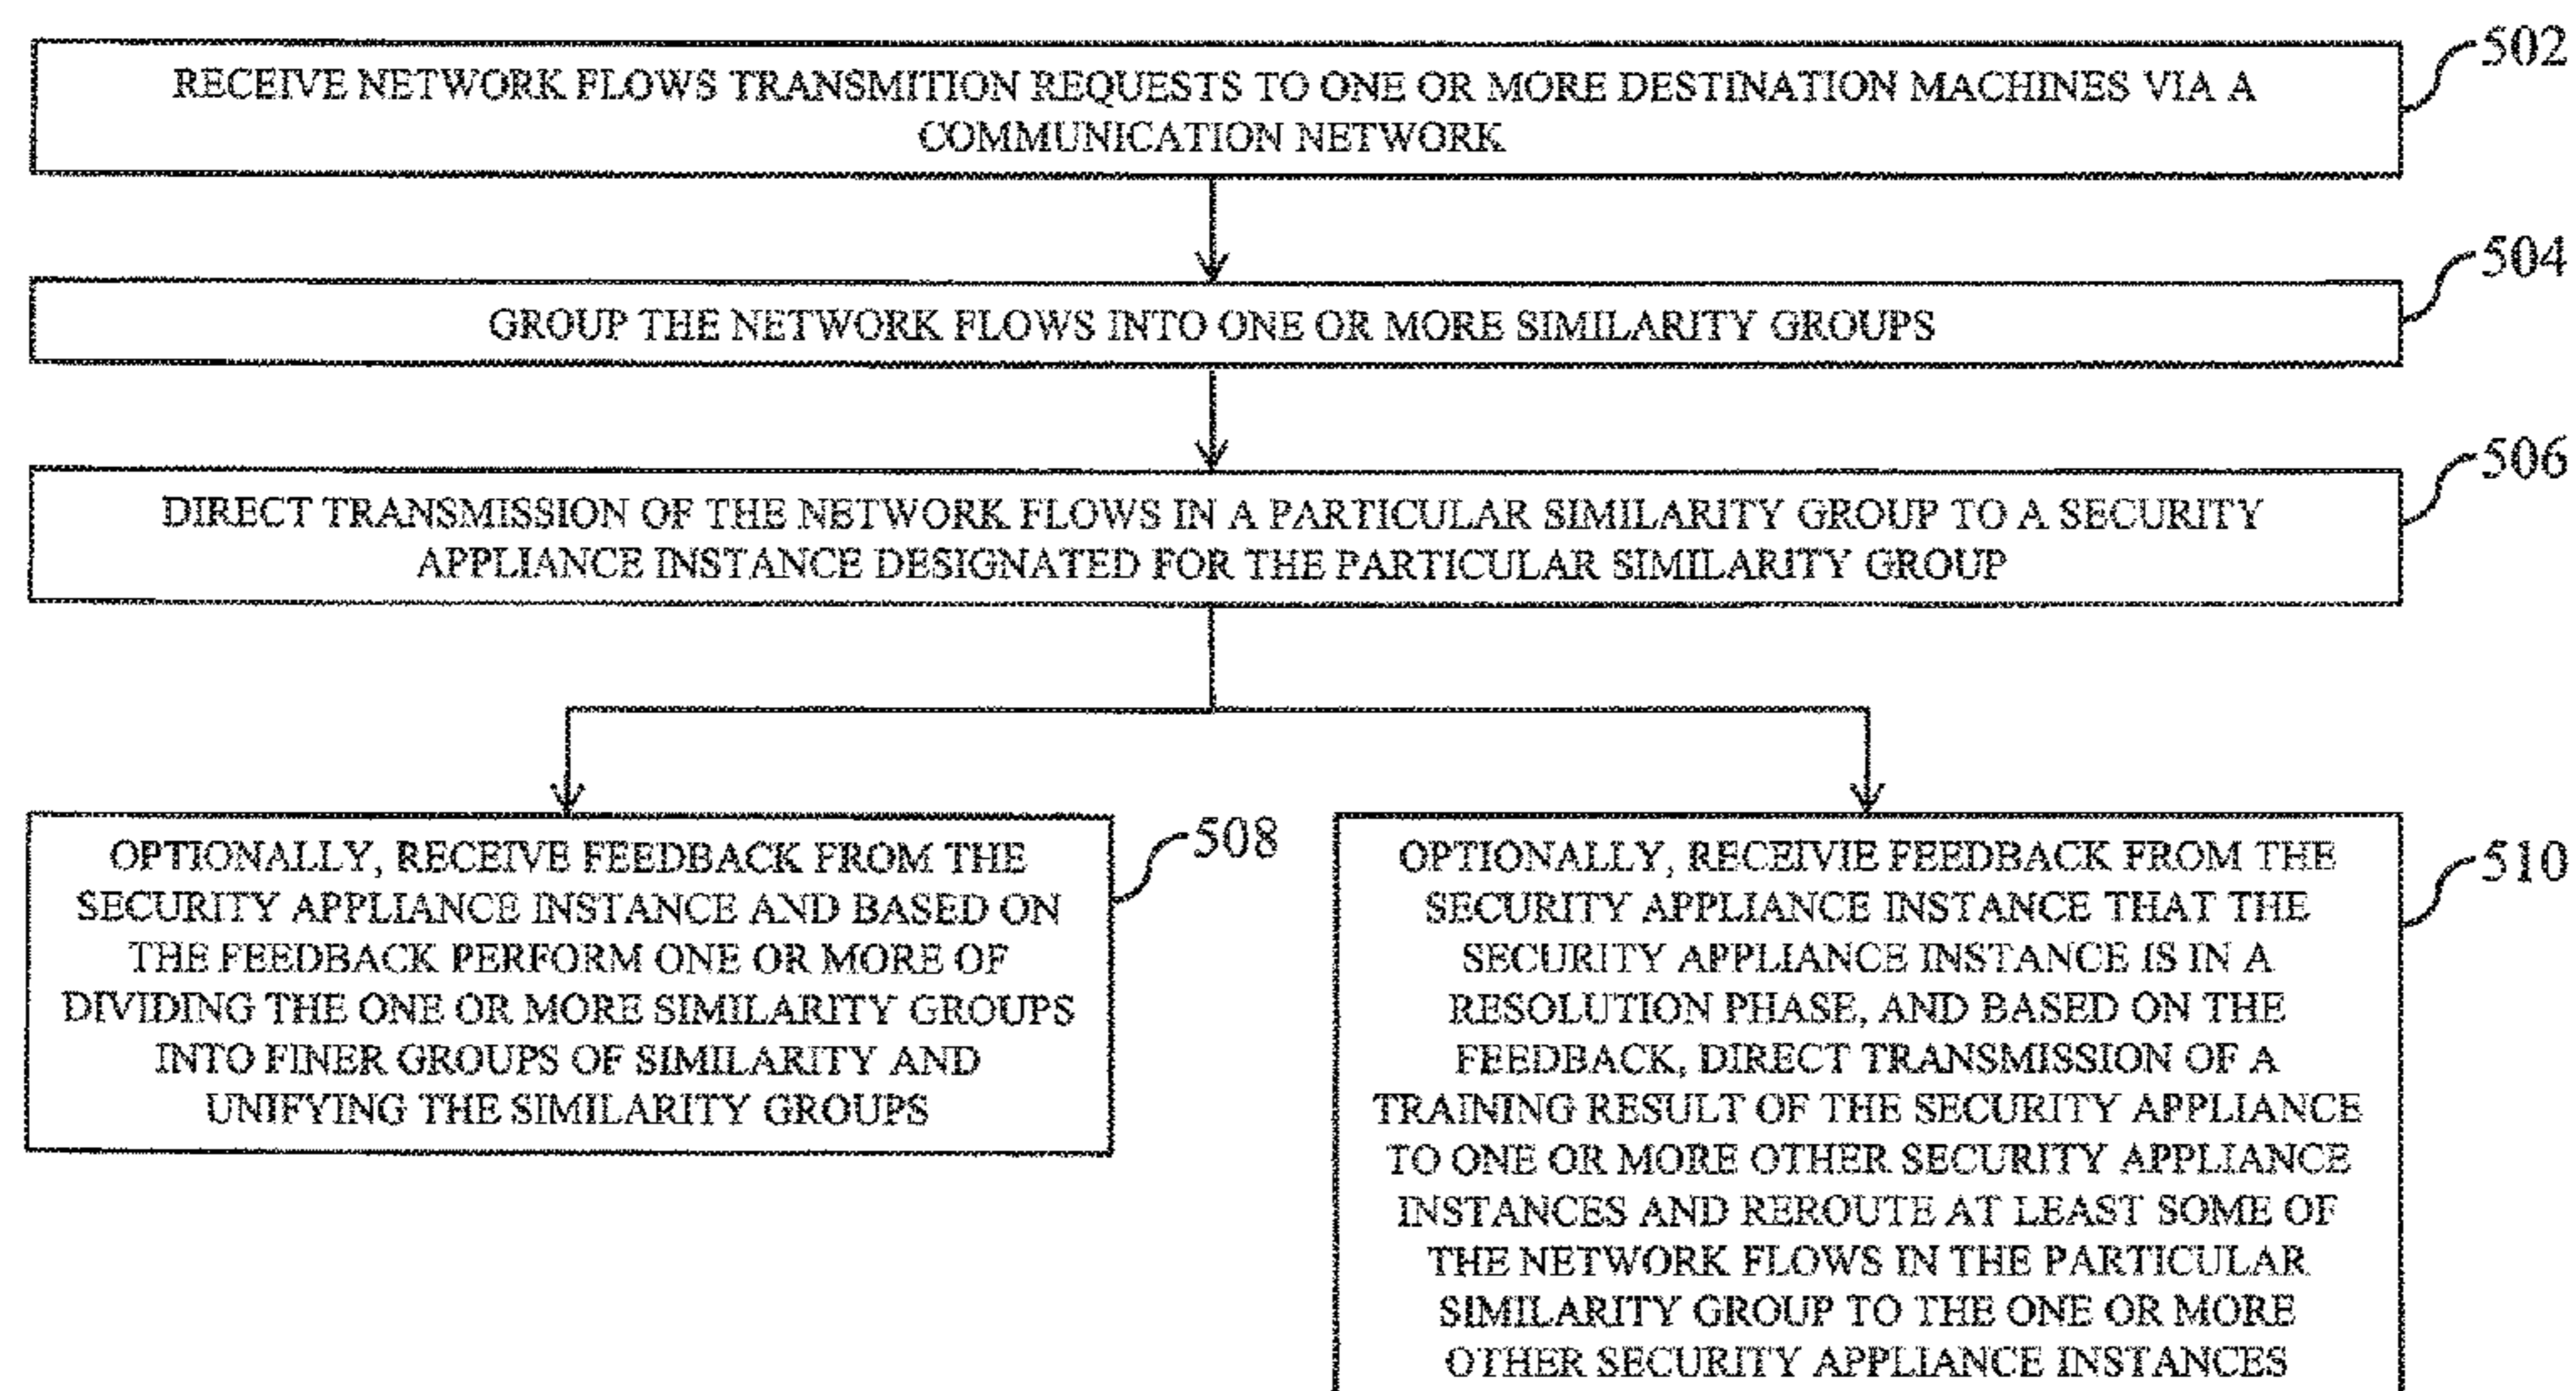 RECEIVE NETWORK FLOWS TRANSMITION REQUESTS TO ONE OR MORE DESTINATION MACHINES VIA A
COMMUNICATION NETWORK
502
GROUP THE NETWORK FLOWS INTO ONE OR MORE SIMILARITY GROUPS
504
DIRECT TRANSMISSION OF THE NETWORK FLOWS IN A PARTICULAR SIMILARITY GROUP TO A SECURITY
APPLIANCE INSTANCE DESIGNATED FOR THE PARTICULAR SIMILARITY GROUP
506
OPTIONALLY, RECEIVE FEEDBACK FROM THE
SECURITY APPLIANCE INSTANCE AND BASED ON
THE FEEDBACK PERFORM ONE OR MORE OF
DIVIDING THE ONE OR MORE SIMILARITY GROUPS
INTO FINER GROUPS OF SIMILARITY AND
UNIFYING THE SIMILARITY GROUPS
508
OPTIONALLY, RECEIVIE FEEDBACK FROM THE
SECURITY APPLIANCE INSTANCE THAT THE
SECURITY APPLIANCE INSTANCE IS IN A
RESOLUTION PHASE, AND BASED ON THE
FEEDBACK, DIRECT TRANSMISSION OF A
TRAINING RESULT OF THE SECURITY APPLIANCE
TO ONE OR MORE OTHER SECURITY APPLIANCE
INSTANCES AND REROUTE AT LEAST SOME OF
THE NETWORK FLOWS IN THE PARTICULAR
SIMILARITY GROUP TO THE ONE OR MORE
OTHER SECURITY APPLIANCE INSTANCES
510